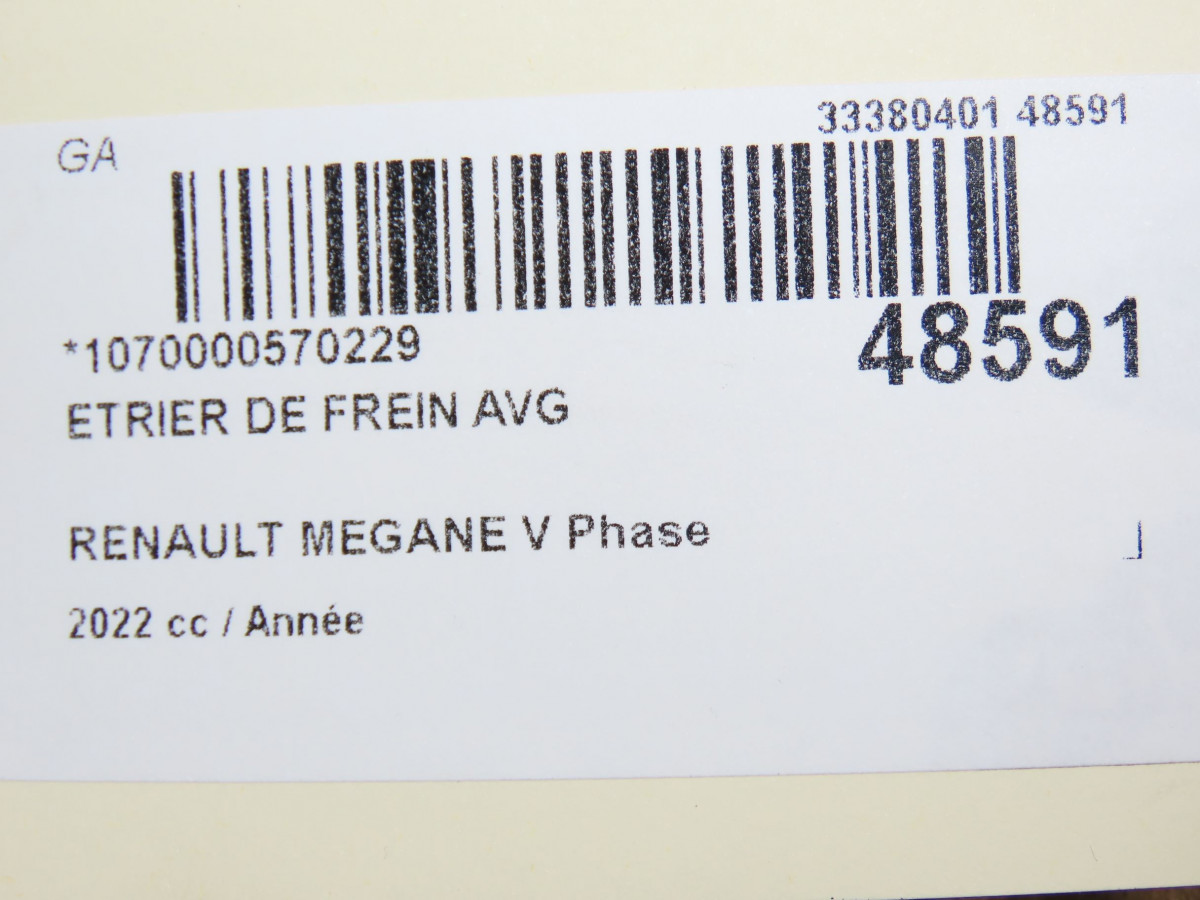 GA
33380401 48591
*1070000570229
48591
ETRIER DE FREIN AVG
RENAULT MEGANE V Phase
2022 cc / Année